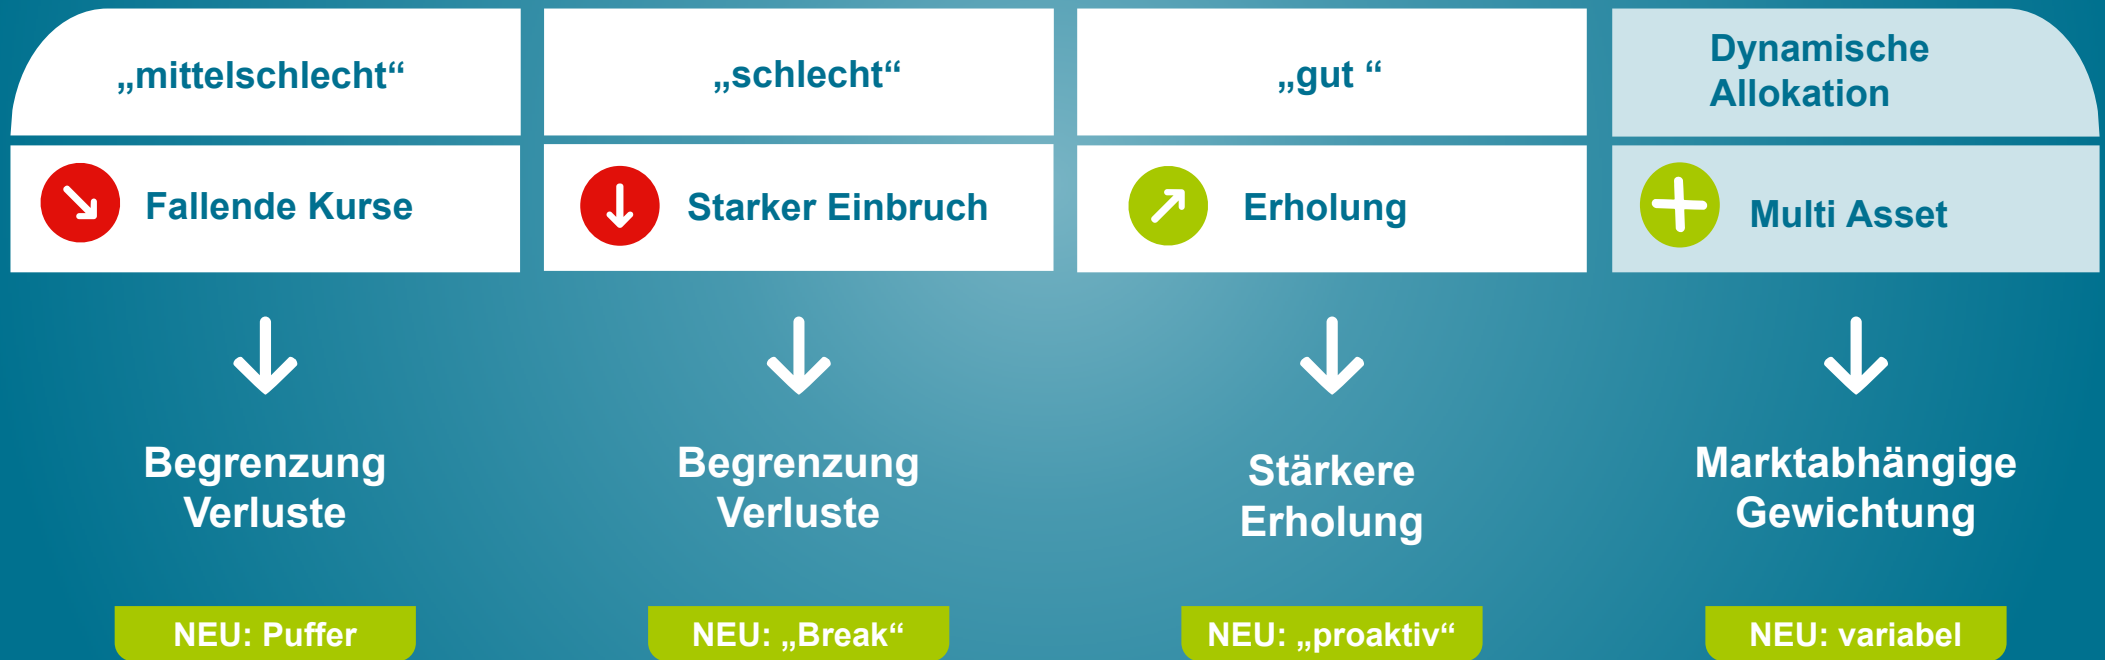 „mittelschlecht“
„schlecht“
„gut “
Dynamische
Allokation
Fallende Kurse
Starker Einbruch
Erholung
Multi Asset
Begrenzung
Verluste
Begrenzung
Verluste
Stärkere
Erholung
Marktabhängige
Gewichtung
NEU: Puffer
NEU: „Break“
NEU: „proaktiv“
NEU: variabel